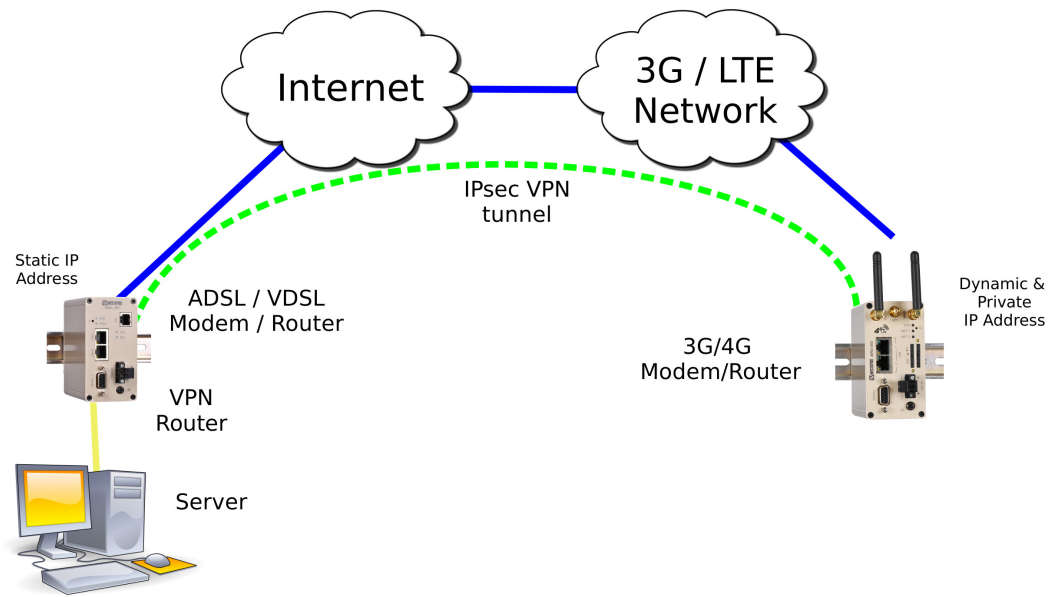 Internet
3G / LTE
Network
IPsec VPN
tunnel
Static IP
Address
ADSL / VDSL
Modem / Router
Dynamic &
Private
IP Address
3G/4G
Modem/Router
VPN
Router
Server